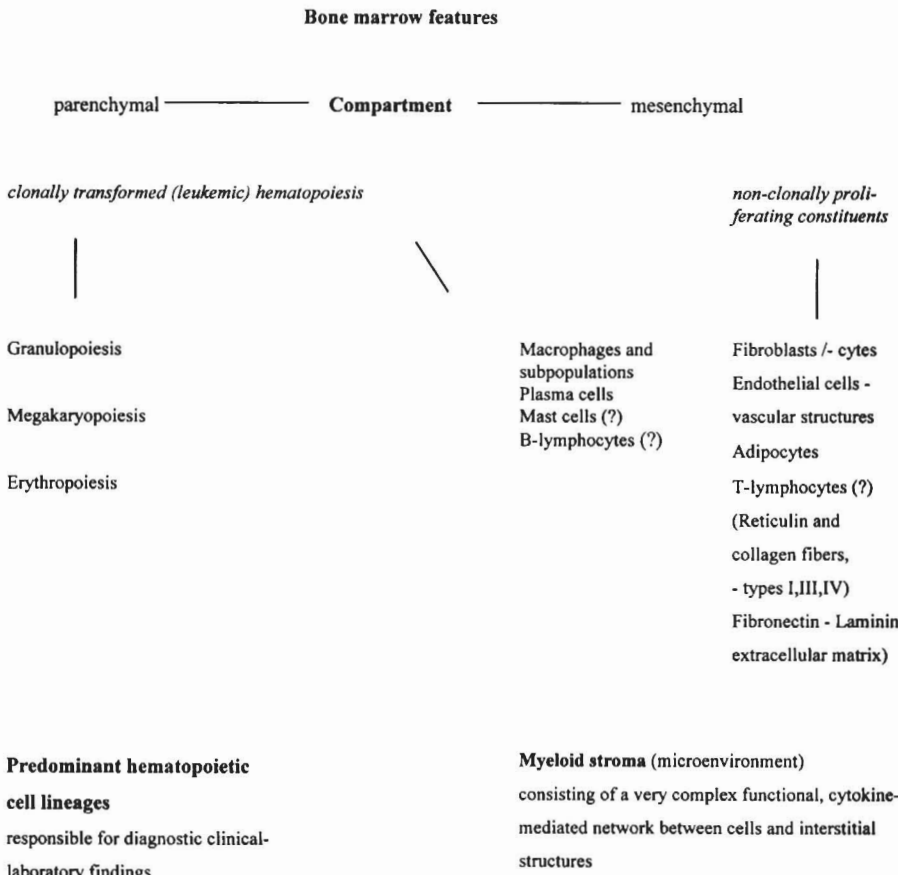 Bone marrow features
parenchymal Compartment mesenchymal
clonally transformed (leukemic) hematopoiesis
non-clonally proli-
ferating constituents
Granulopoiesis
Megakaryopoiesis
Erythropoiesis
Macrophages and
subpopulations
Plasma cells
Mast cells (?)
B-lymphocytes (?)
Fibroblasts /- cytes
Endothelial cells -
vascular structures
Adipocytes
T-lymphocytes (?)
(Reticulin and
collagen fibers,
- types I,III,IV)
Fibronectin - Laminin
extracellular matrix)
Predominant hematopoietic
cell lineages
responsible for diagnostic clinical-
laboratory findings
Myeloid stroma (microenvironment)
consisting of a very complex functional, cytokine-
mediated network between cells and interstitial
structures